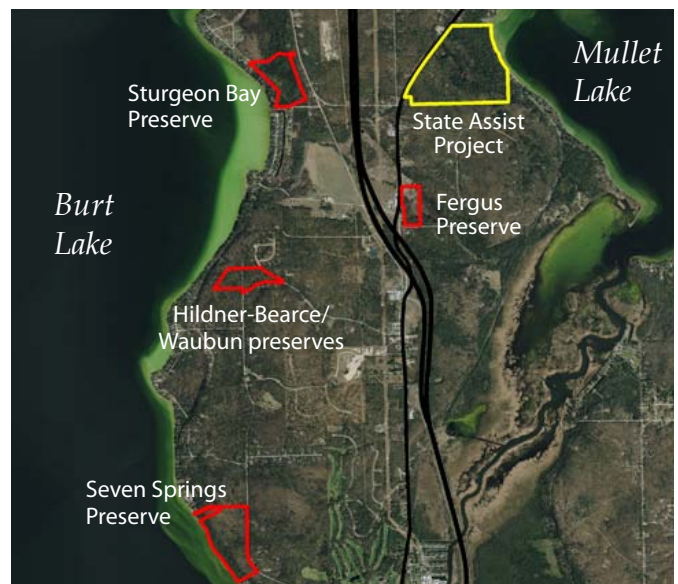 Mullet
Lake
Sturgeon Bay
Preserve
State Assist
Project
Burt
Lake
Fergus
Preserve
Hildner-Bearce/
Waubun preserves
Seven Springs
Preserve